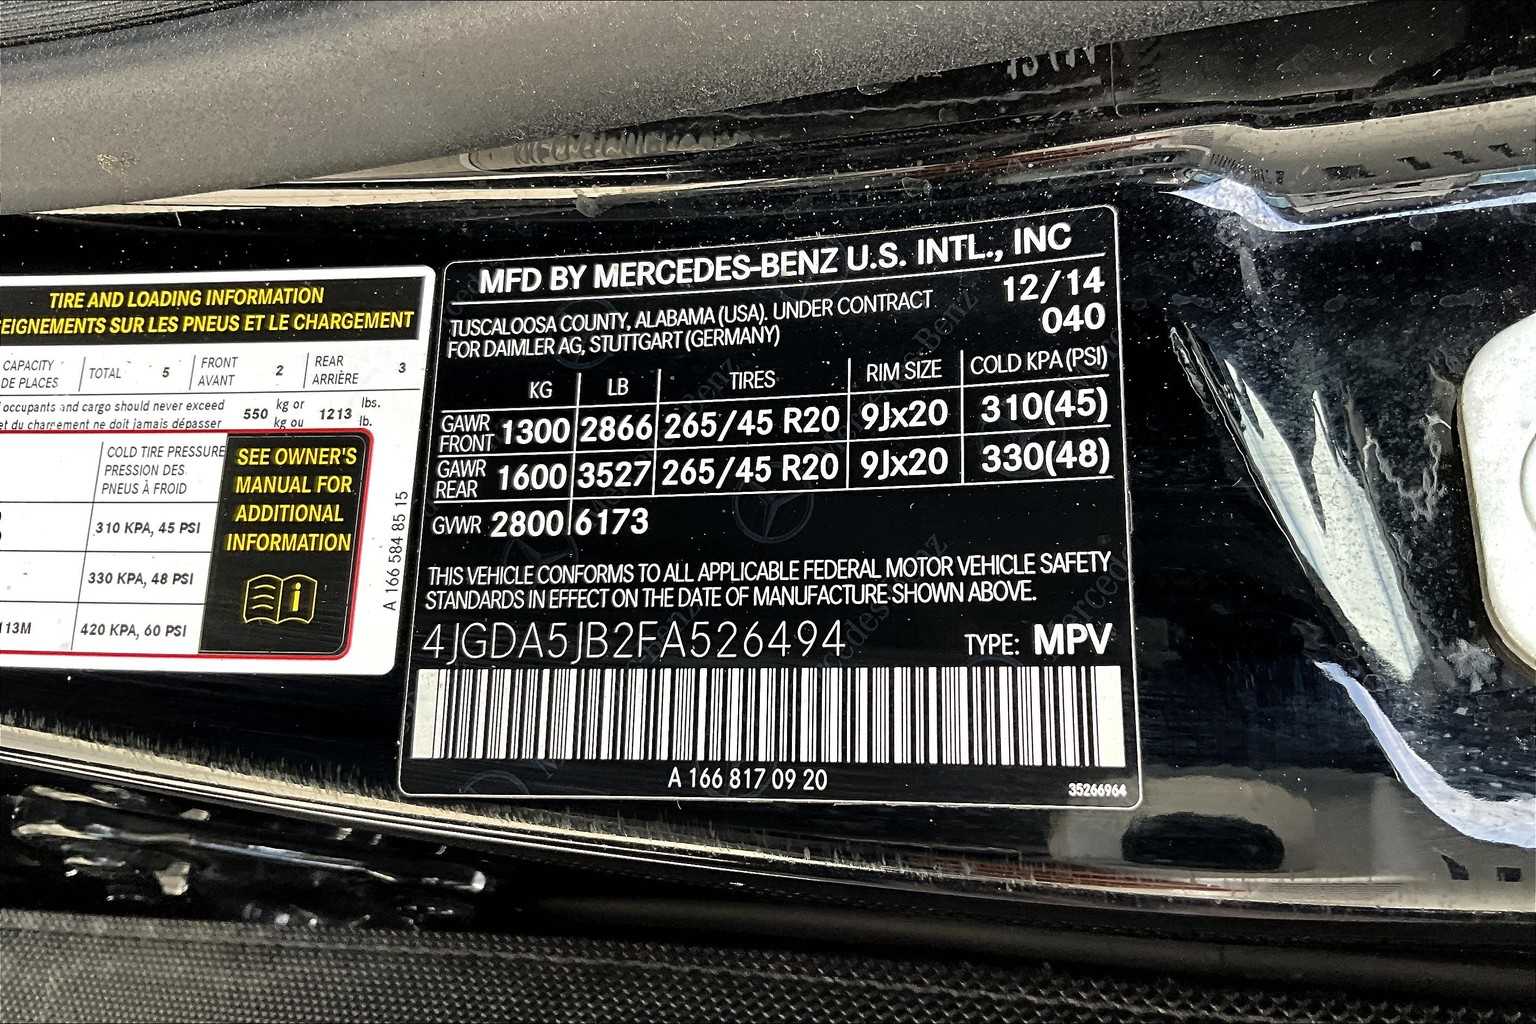 TIRE AND LOADING INFORMATION
EIGNEMENTS SUR LES PNEUS ET LE CHARGEMENT
CAPACITY
DE PLACES
TOTAL 5
FRONT
AVANT
2
REAR
ARRIÈRE
3
occupants and cargo should never exceed
et du chargement ne doit jamais dépasser
550 kg or
kg ou
1213 lbs.
lb.
COLD TIRE PRESSURE
PRESSION DES
PNEUS À FROID
310 KPA, 45 PSI
330 KPA, 48 PSI
113M
420 KPA, 60 PSI
SEE OWNER'S
MANUAL FOR
ADDITIONAL
INFORMATION
A 166 584 85 15
MFD BY MERCEDES-BENZ U.S. INTL., INC
TUSCALOOSA COUNTY, ALABAMA (USA). UNDER CONTRACT
FOR DAIMLER AG, STUTTGART (GERMANY)
12/14
040
KG LB TIRES RIM SIZE COLD KPA (PSI)
GAWR
FRONT
1300 2866 265/45 R20 9Jx20 310(45)
GAWR
REAR
1600 3527 265/45 R20 9Jx20 330(48)
GVWR 2800 6173
THIS VEHICLE CONFORMS TO ALL APPLICABLE FEDERAL MOTOR VEHICLE SAFETY
STANDARDS IN EFFECT ON THE DATE OF MANUFACTURE SHOWN ABOVE.
4JGDA5JB2FA526494 TYPE: MPV
A 166 817 09 20
35266964